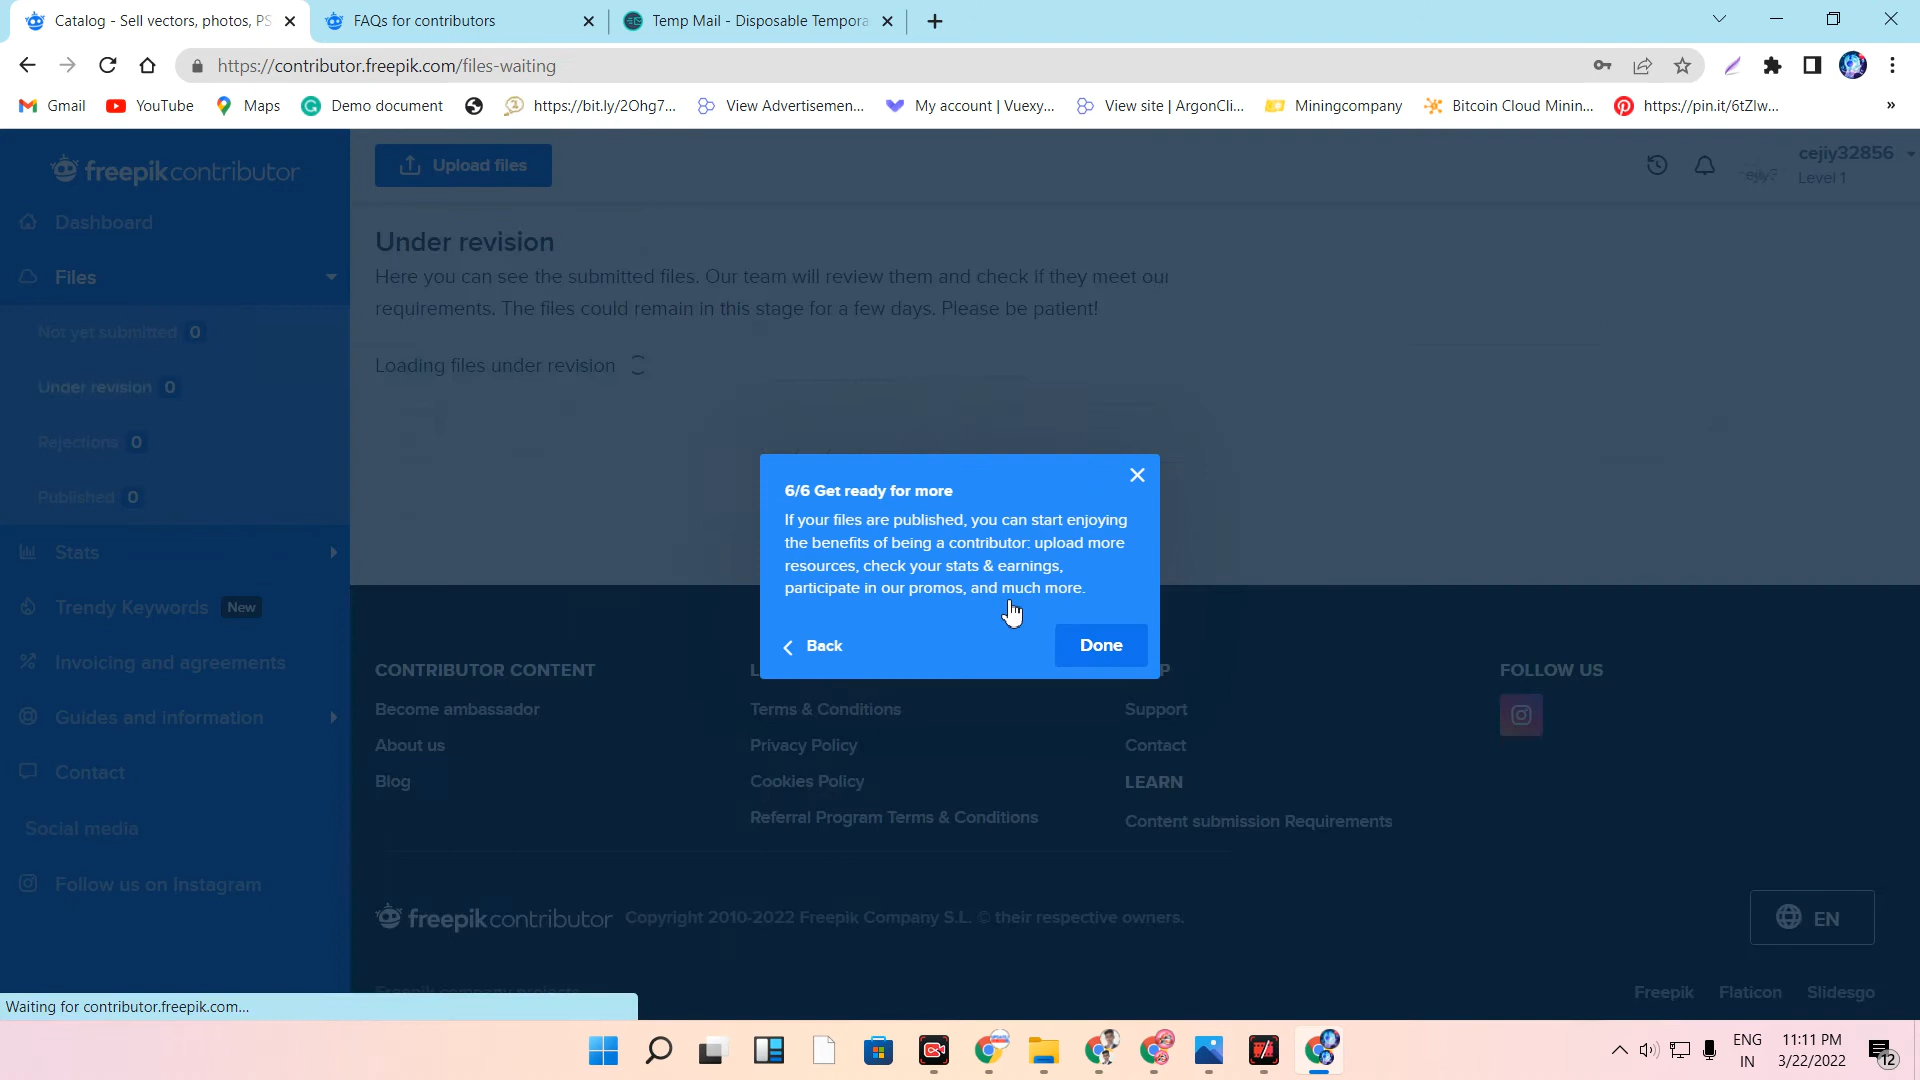 Catalog - Sell vectors, photos, PS
FAQs for contributors
Temp Mail - Disposable Tempora
https://contributor.freepik.com/files-waiting
Gmail
YouTube
Maps
Demo document
https://bit.ly/2Ohg7...
View Advertisemen...
My account | Vuexy...
View site | ArgonCli...
Miningcompany
Bitcoin Cloud Minin...
https://pin.it/6tZlw...
»
freepikcontributor
Upload files
cejiy32856
Level 1
Dashboard
Files
Not yet submitted 0
Under revision 0
Rejections 0
Published 0
Stats
Trendy Keywords New
Invoicing and agreements
Guides and information
Contact
Social media
Follow us on Instagram
Under revision
Here you can see the submitted files. Our team will review them and check if they meet our
requirements. The files could remain in this stage for a few days. Please be patient!
Loading files under revision
6/6 Get ready for more
If your files are published, you can start enjoying
the benefits of being a contributor: upload more
resources, check your stats & earnings,
participate in our promos, and much more.
Back
Done
CONTRIBUTOR CONTENT
Become ambassador
About us
Blog
Terms & Conditions
Privacy Policy
Cookies Policy
Referral Program Terms & Conditions
Support
Contact
LEARN
Content submission Requirements
FOLLOW US
freepikcontributor
Copyright 2010-2022 Freepik Company S.L. © their respective owners.
EN
Freepik company projects
Freepik
Flaticon
Slidesgo
Waiting for contributor.freepik.com...
ENG
IN
11:11 PM
3/22/2022
12